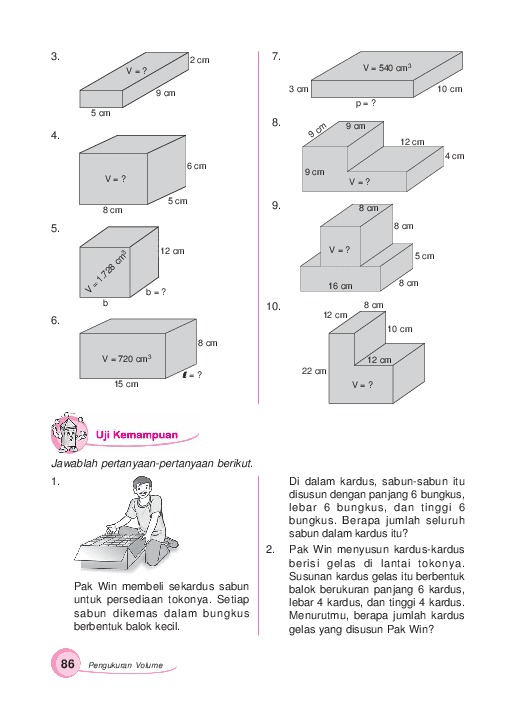 3.
V = ?
2 cm
9 cm
5 cm
4.
V = ?
6 cm
5 cm
8 cm
5.
V = 1.728 cm³
12 cm
b = ?
b
6.
V = 720 cm³
8 cm
ℓ = ?
15 cm
7.
V = 540 cm³
3 cm
10 cm
p = ?
8.
9 cm
9 cm
12 cm
4 cm
9 cm
V = ?
9.
8 cm
8 cm
V = ?
5 cm
16 cm
8 cm
10.
8 cm
12 cm
10 cm
22 cm
12 cm
V = ?
Uji Kemampuan
Jawablah pertanyaan-pertanyaan berikut.
1.
Pak Win membeli sekardus sabun
untuk persediaan tokonya. Setiap
sabun dikemas dalam bungkus
berbentuk balok kecil.
Di dalam kardus, sabun-sabun itu
disusun dengan panjang 6 bungkus,
lebar 6 bungkus, dan tinggi 6
bungkus. Berapa jumlah seluruh
sabun dalam kardus itu?
2. Pak Win menyusun kardus-kardus
berisi gelas di lantai tokonya.
Susunan kardus gelas itu berbentuk
balok berukuran panjang 6 kardus,
lebar 4 kardus, dan tinggi 4 kardus.
Menurutmu, berapa jumlah kardus
gelas yang disusun Pak Win?
86 Pengukuran Volume